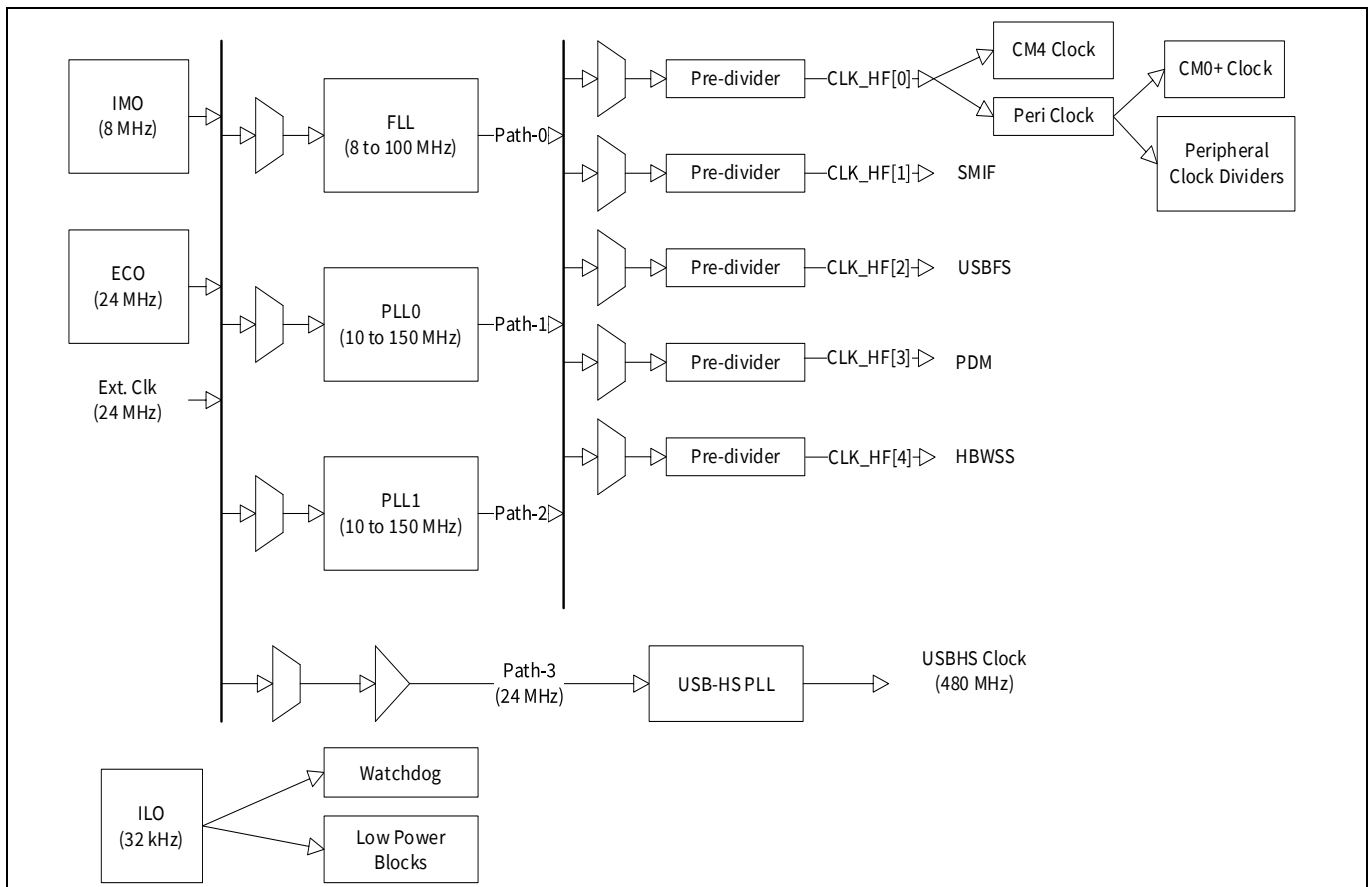 IMO
(8 MHz)
FLL
(8 to 100 MHz)
Path-0
Pre-divider
CLK_HF[0]
CM4 Clock
Peri Clock
CM0+ Clock
Peripheral
Clock Dividers
Pre-divider
CLK_HF[1]
SMIF
ECO
(24 MHz)
PLL0
(10 to 150 MHz)
Path-1
Pre-divider
CLK_HF[2]
USBFS
Pre-divider
CLK_HF[3]
PDM
Ext. Clk
(24 MHz)
Pre-divider
CLK_HF[4]
HBWSS
PLL1
(10 to 150 MHz)
Path-2
Path-3
(24 MHz)
USB-HS PLL
USBHS Clock
(480 MHz)
ILO
(32 kHz)
Watchdog
Low Power
Blocks